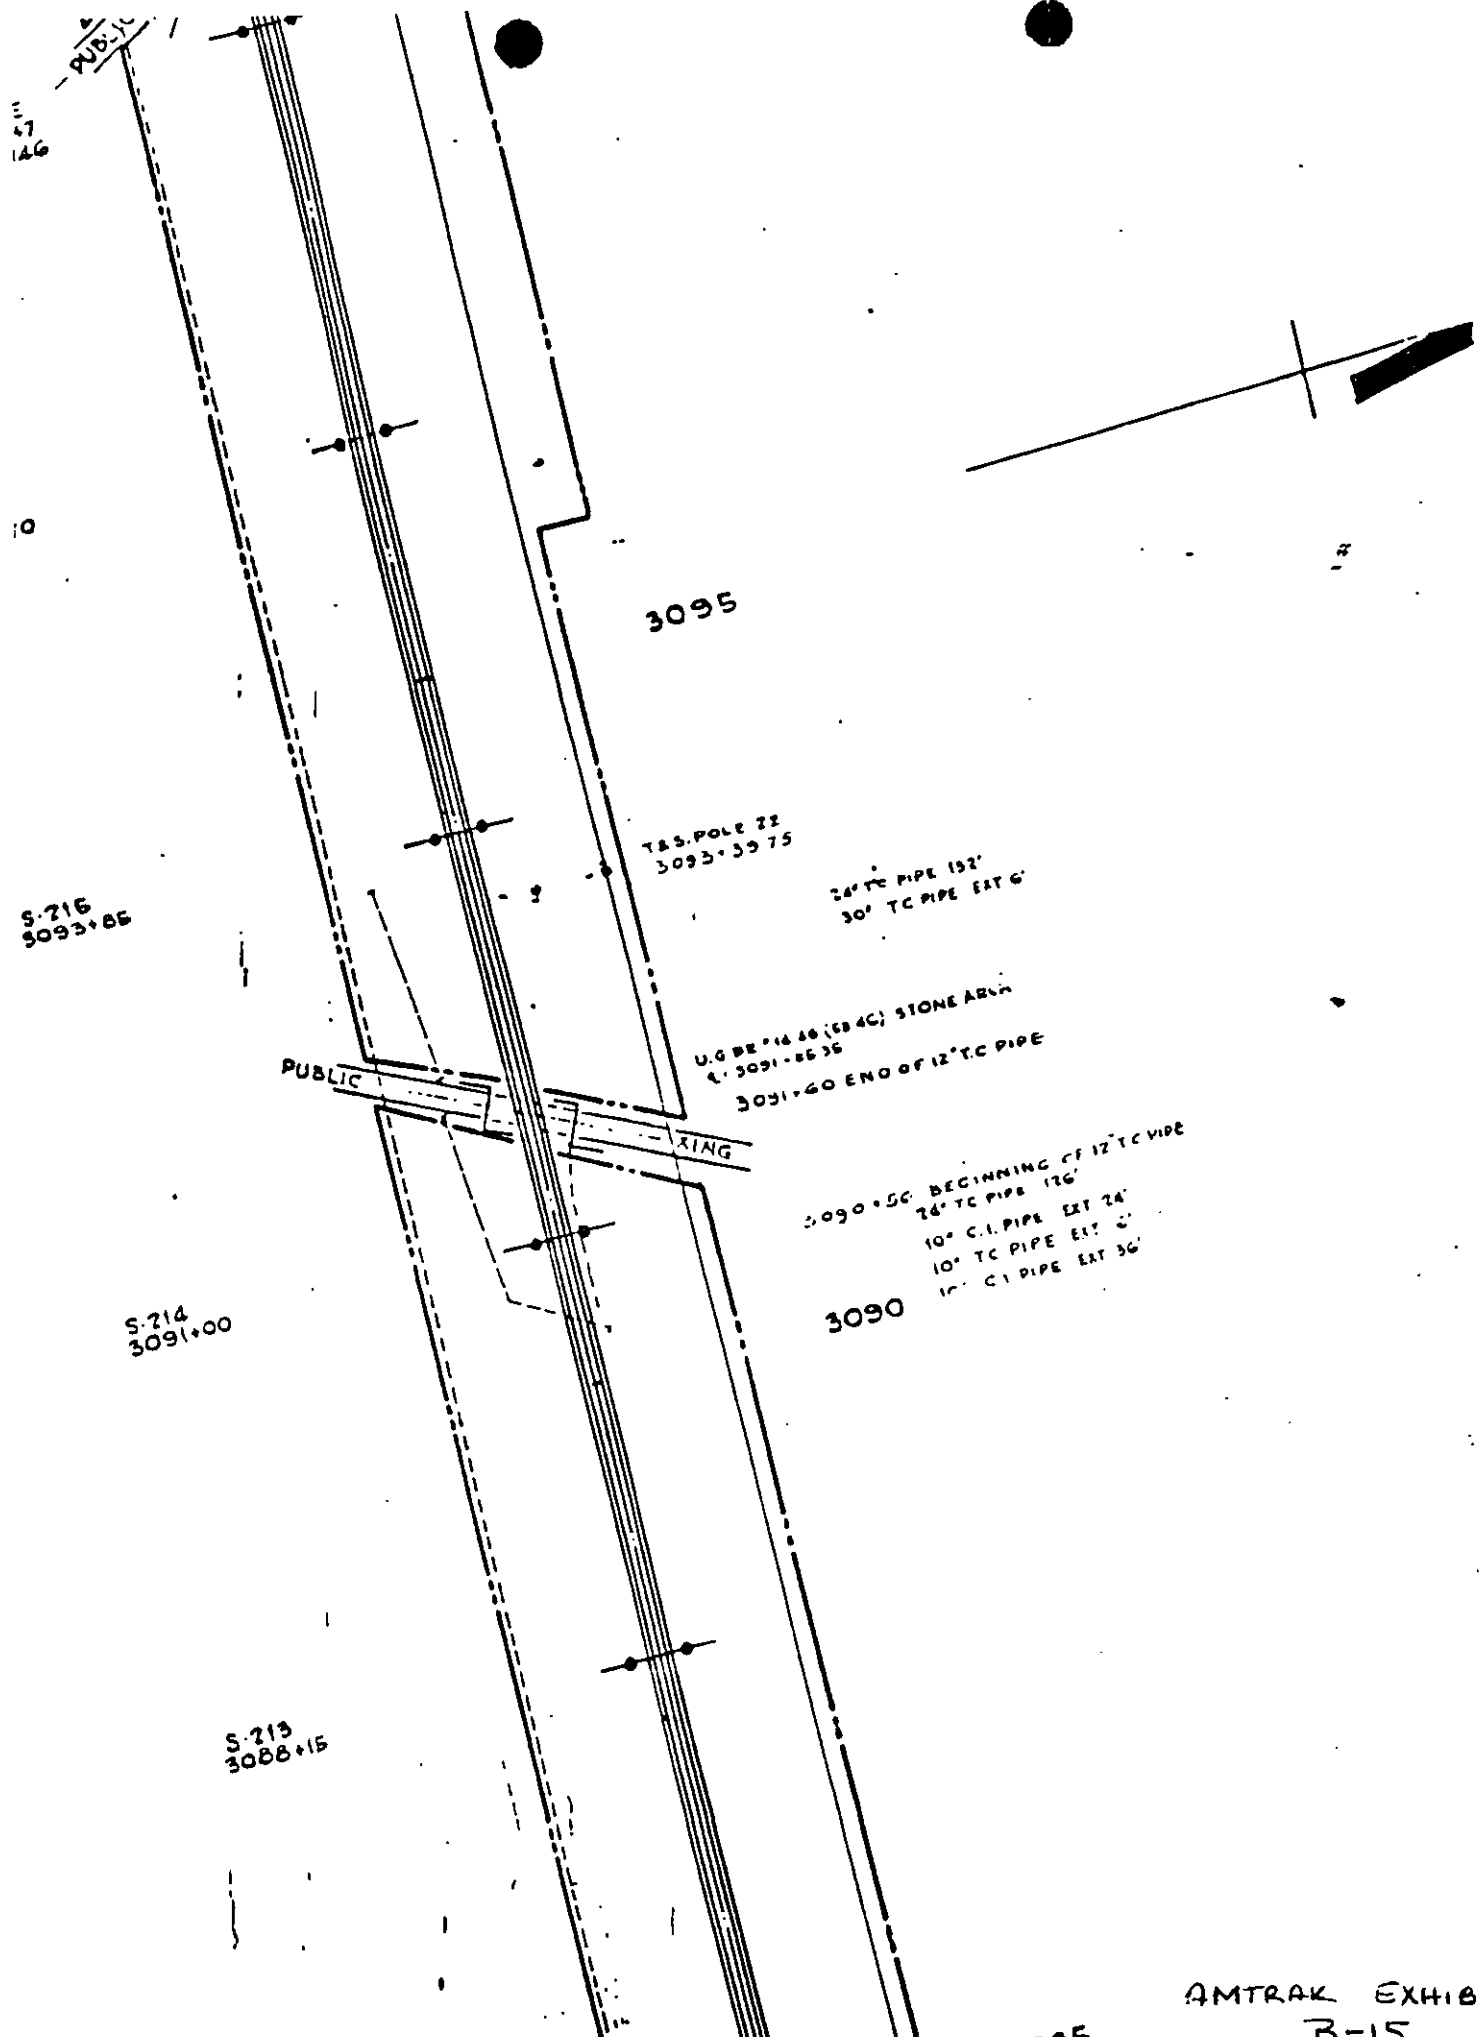 PUBLIC
47
146
10
3095
T&S. POLE 22
3093+39 75
24" TC PIPE 132'
30" TC PIPE EXT 6'
S-216
3093+86
STONE ARCH
3091+60 END OF 12" T.C PIPE
PUBLIC
XING
BEGINNING OF 12" T C PIPE
24" TC PIPE 126'
10" C.I. PIPE EXT 24'
10" TC PIPE EXT
C I PIPE EXT 36'
3090
S-214
3091+00
S-213
3088+15
AMTRAK EXHIB
B-15